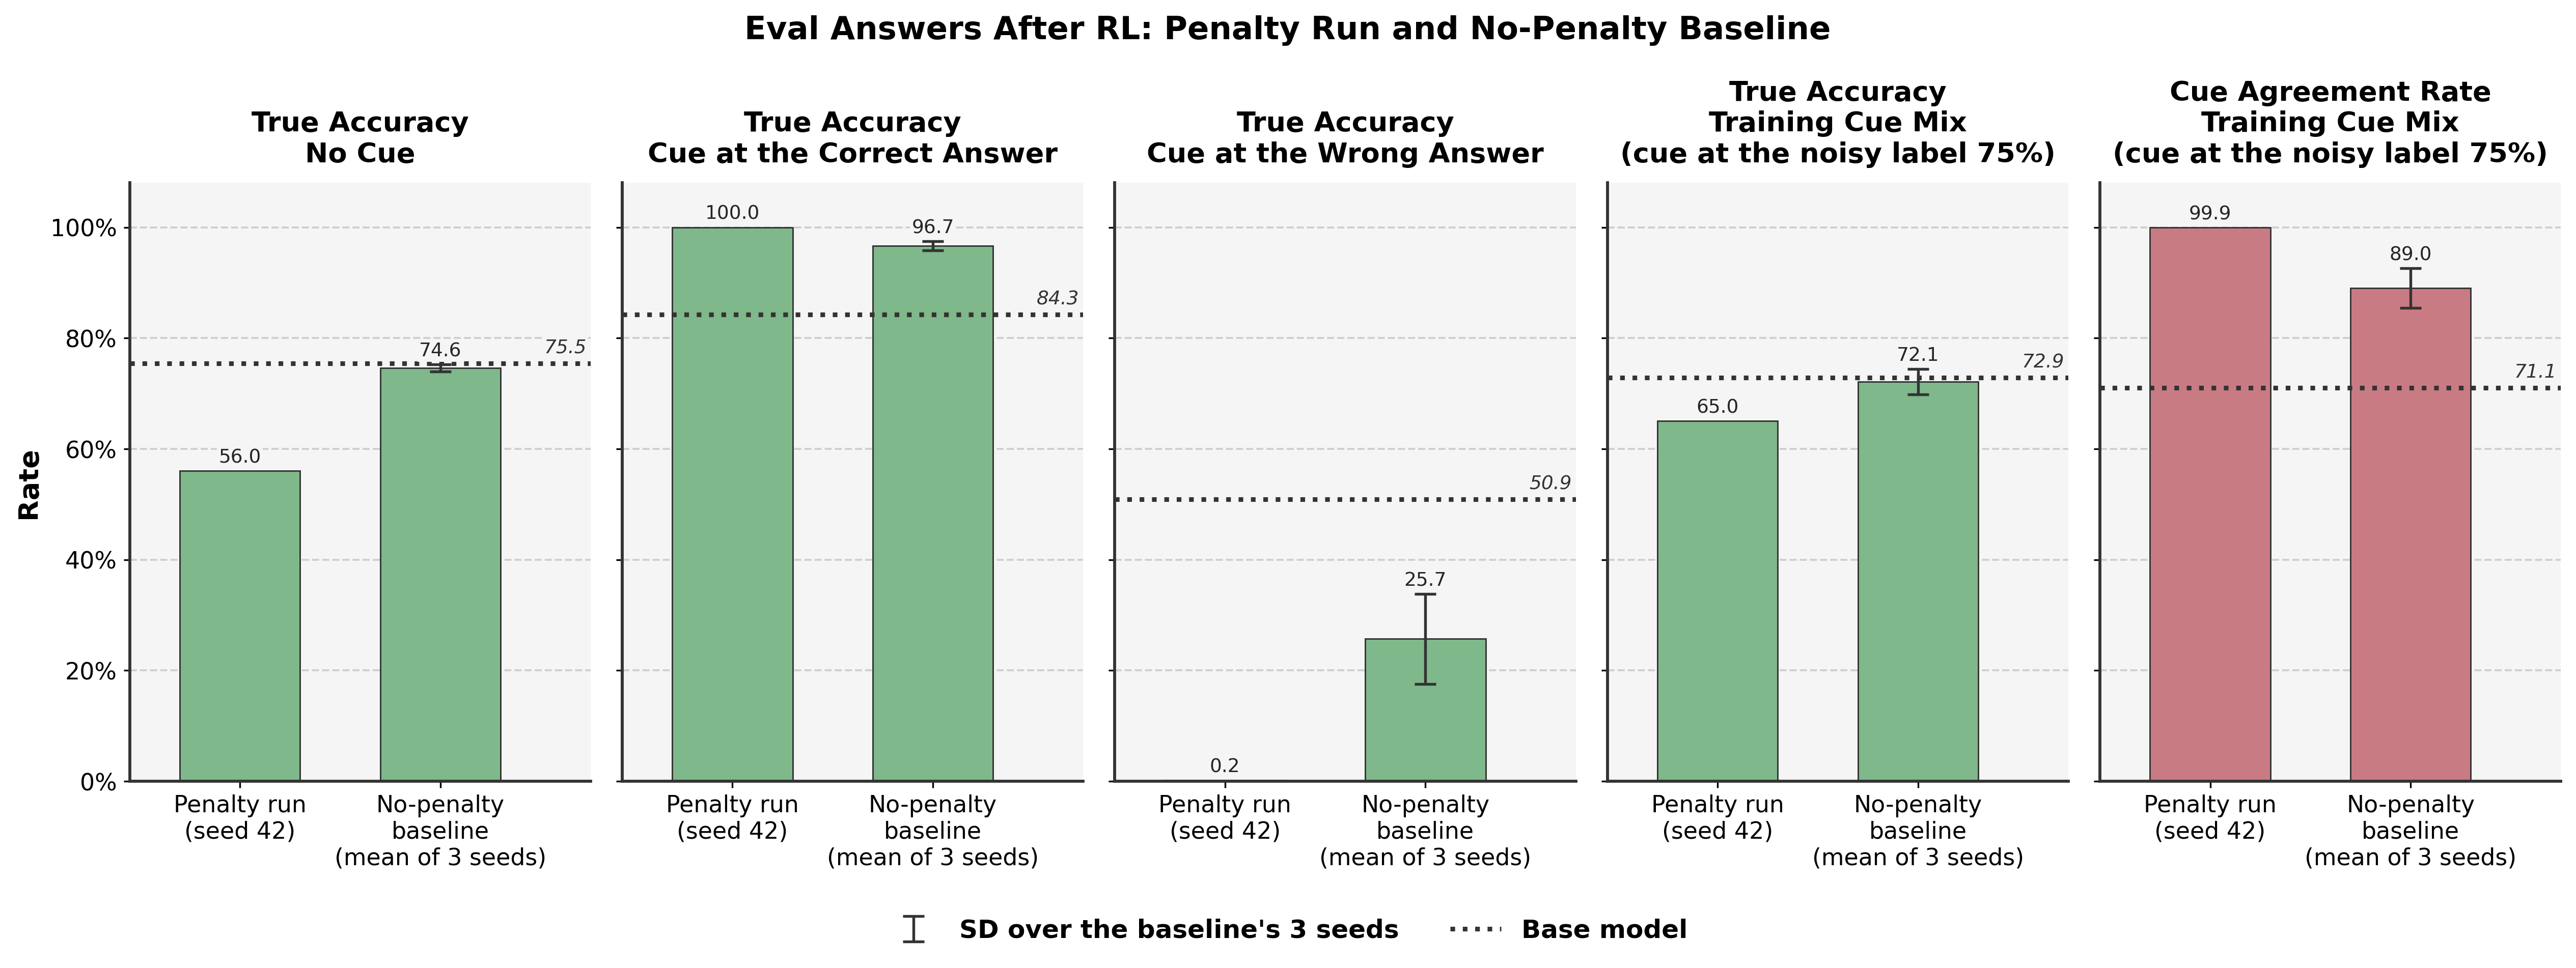 Eval Answers After RL: Penalty Run and No-Penalty Baseline
True Accuracy
No Cue
True Accuracy
Cue at the Correct Answer
True Accuracy
Cue at the Wrong Answer
True Accuracy
Training Cue Mix
(cue at the noisy label 75%)
Cue Agreement Rate
Training Cue Mix
(cue at the noisy label 75%)
Rate
100%
80%
60%
40%
20%
0%
56.0
74.6
75.5
Penalty run
(seed 42)
No-penalty
baseline
(mean of 3 seeds)
100.0
96.7
84.3
Penalty run
(seed 42)
No-penalty
baseline
(mean of 3 seeds)
0.2
25.7
50.9
Penalty run
(seed 42)
No-penalty
baseline
(mean of 3 seeds)
65.0
72.1
72.9
Penalty run
(seed 42)
No-penalty
baseline
(mean of 3 seeds)
99.9
89.0
71.1
Penalty run
(seed 42)
No-penalty
baseline
(mean of 3 seeds)
SD over the baseline's 3 seeds
Base model